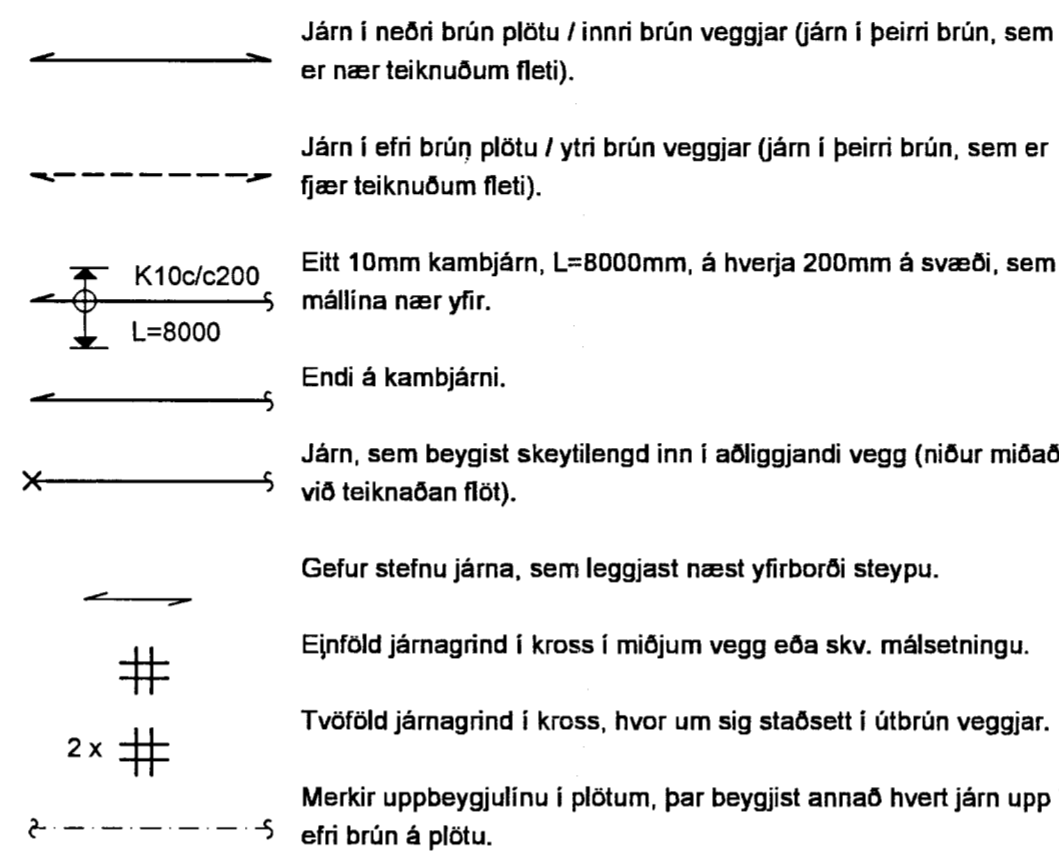 Járn í neðri brún plötu / innri brún veggjar (járn í þeirri brún, sem
er nær teiknuðum fleti).
Járn í efri brún plötu / ytri brún veggjar (járn í þeirri brún, sem er
fjær teiknuðum fleti).
K10c/c200
L=8000
Eitt 10mm kambjárn, L=8000mm, á hverja 200mm á svæði, sem
mállína nær yfir.
Endi á kambjárni.
Járn, sem beygist skeytilengd inn í aðliggjandi vegg (niður miðað
við teiknaðan flöt).
Gefur stefnu járna, sem leggjast næst yfirborði steypu.
Einföld járnagrind í kross í miðjum vegg eða skv. málsetningu.
2 x
Tvöföld járnagrind í kross, hvor um sig staðsett í útbrún veggjar.
Merkir uppbeygjulínu í plötum, þar beygjist annað hvert járn upp
efri brún á plötu.